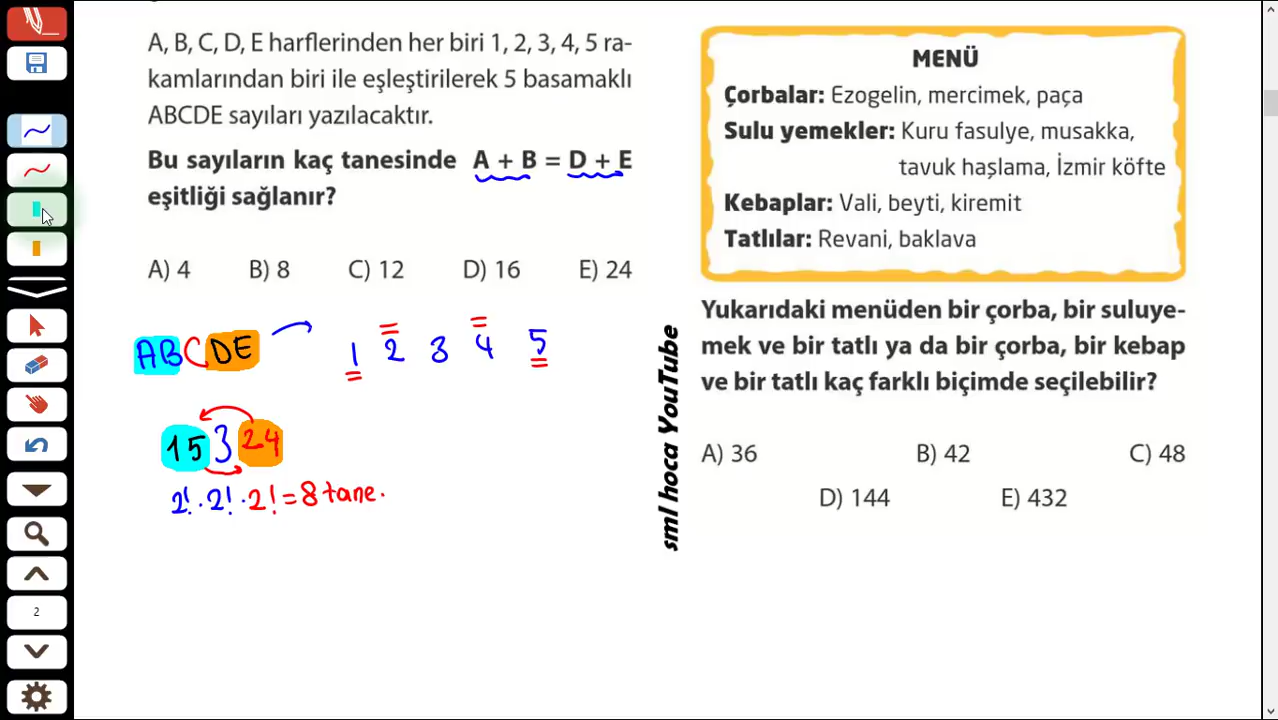 A, B, C, D, E harflerinden her biri 1, 2, 3, 4, 5 ra-
kamlarından biri ile eşleştirilerek 5 basamaklı
ABCDE sayıları yazılacaktır.
Bu sayıların kaç tanesinde A + B = D + E
eşitliği sağlanır?
A) 4 B) 8 C) 12 D) 16 E) 24
ABCDE 1 2 3 4 5
15324
2! . 2! . 2! = 8 tane.
sml hoca YouTube
MENÜ
Çorbalar: Ezogelin, mercimek, paça
Sulu yemekler: Kuru fasulye, musakka,
tavuk haşlama, İzmir köfte
Kebaplar: Vali, beyti, kiremit
Tatlılar: Revani, baklava
Yukarıdaki menüden bir çorba, bir suluye-
mek ve bir tatlı ya da bir çorba, bir kebap
ve bir tatlı kaç farklı biçimde seçilebilir?
A) 36 B) 42 C) 48
D) 144 E) 432
2